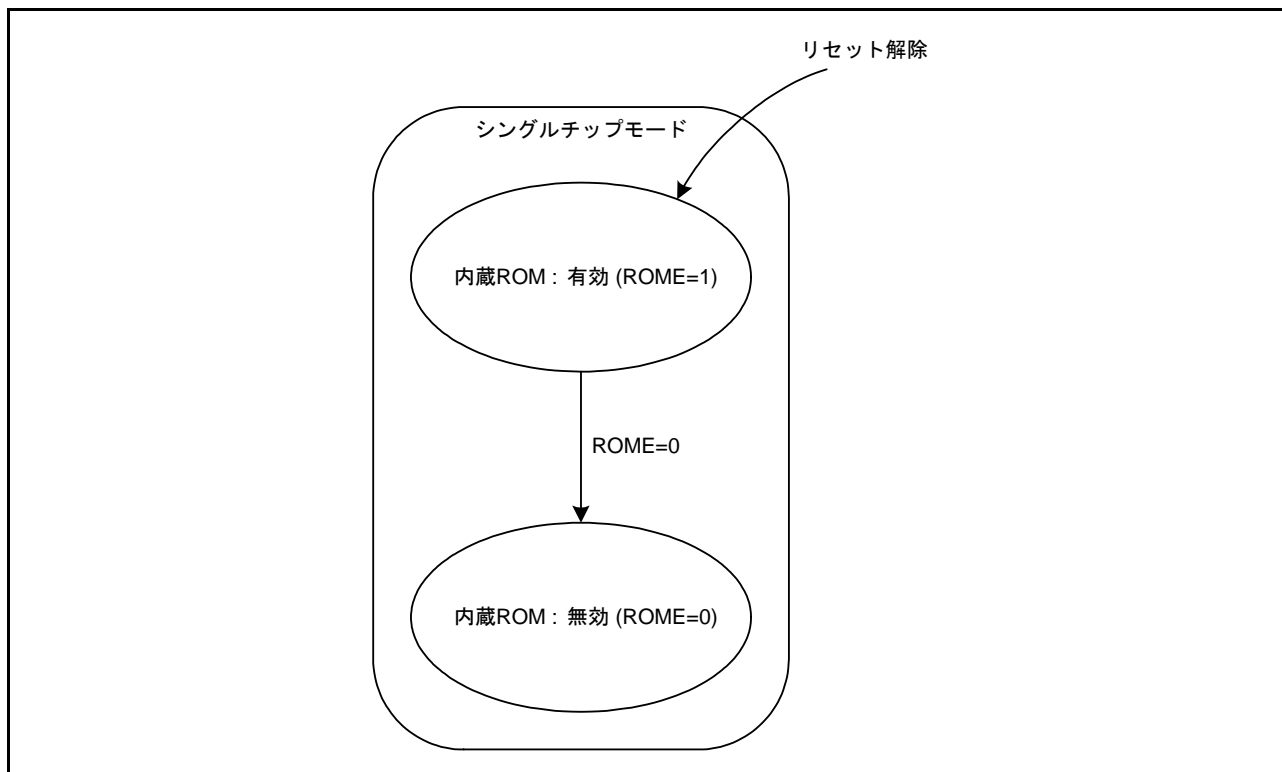 リセット解除
シングルチップモード
内蔵ROM : 有効 (ROME=1)
ROME=0
内蔵ROM : 無効 (ROME=0)